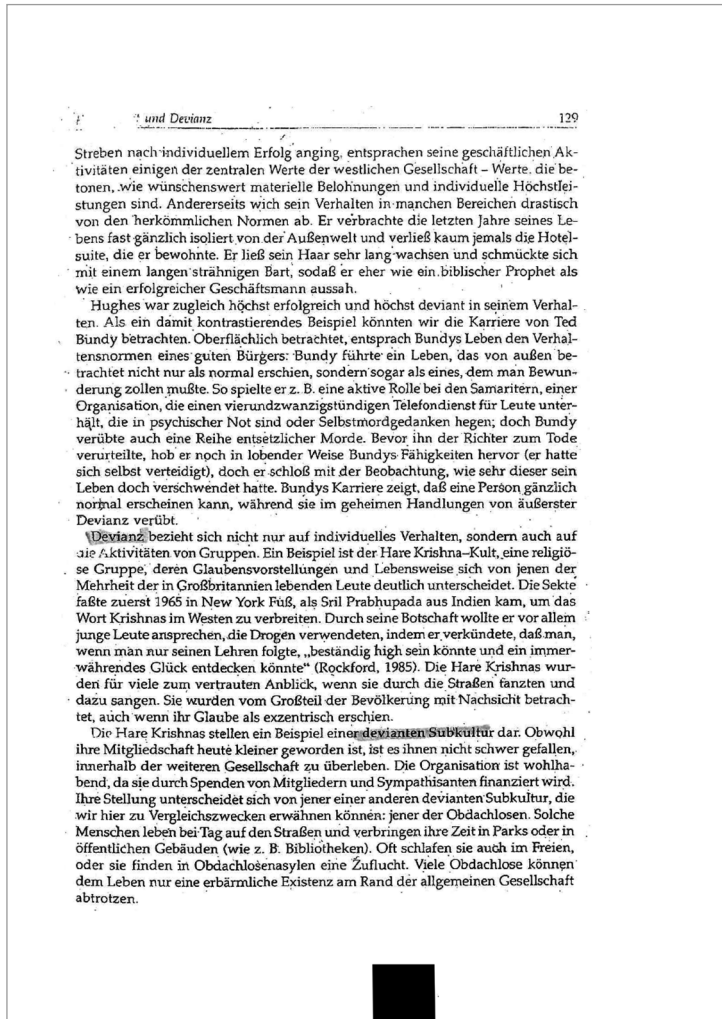 und Devianz 129
Streben nach individuellem Erfolg anging, entsprachen seine geschäftlichen Ak-
tivitäten einigen der zentralen Werte der westlichen Gesellschaft – Werte, die be-
tonen, wie wünschenswert materielle Belohnungen und individuelle Höchstlei-
stungen sind. Andererseits wich sein Verhalten in manchen Bereichen drastisch
von den herkömmlichen Normen ab. Er verbrachte die letzten Jahre seines Le-
bens fast gänzlich isoliert von der Außenwelt und verließ kaum jemals die Hotel-
suite, die er bewohnte. Er ließ sein Haar sehr lang wachsen und schmückte sich
mit einem langen strähnigen Bart, sodaß er eher wie ein biblischer Prophet als
wie ein erfolgreicher Geschäftsmann aussah.
Hughes war zugleich höchst erfolgreich und höchst deviant in seinem Verhal-
ten. Als ein damit kontrastierendes Beispiel könnten wir die Karriere von Ted
Bundy betrachten. Oberflächlich betrachtet, entsprach Bundys Leben den Verhal-
tensnormen eines guten Bürgers: Bundy führte ein Leben, das von außen be-
trachtet nicht nur als normal erschien, sondern sogar als eines, dem man Bewun-
derung zollen mußte. So spielte er z. B. eine aktive Rolle bei den Samaritern, einer
Organisation, die einen vierundzwanzigstündigen Telefondienst für Leute unter-
hält, die in psychischer Not sind oder Selbstmordgedanken hegen; doch Bundy
verübte auch eine Reihe entsetzlicher Morde. Bevor ihn der Richter zum Tode
verurteilte, hob er noch in lobender Weise Bundys Fähigkeiten hervor (er hatte
sich selbst verteidigt), doch er schloß mit der Beobachtung, wie sehr dieser sein
Leben doch verschwendet hatte. Bundys Karriere zeigt, daß eine Person gänzlich
normal erscheinen kann, während sie im geheimen Handlungen von äußerster
Devianz verübt.
Devianz bezieht sich nicht nur auf individuelles Verhalten, sondern auch auf
die Aktivitäten von Gruppen. Ein Beispiel ist der Hare Krishna–Kult, eine religiö-
se Gruppe, deren Glaubensvorstellungen und Lebensweise sich von jenen der
Mehrheit der in Großbritannien lebenden Leute deutlich unterscheidet. Die Sekte
faßte zuerst 1965 in New York Fuß, als Sril Prabhupada aus Indien kam, um das
Wort Krishnas im Westen zu verbreiten. Durch seine Botschaft wollte er vor allem
junge Leute ansprechen, die Drogen verwendeten, indem er verkündete, daß man,
wenn man nur seinen Lehren folgte, „beständig high sein könnte und ein immer-
währendes Glück entdecken könnte“ (Rockford, 1985). Die Hare Krishnas wur-
den für viele zum vertrauten Anblick, wenn sie durch die Straßen tanzten und
dazu sangen. Sie wurden vom Großteil der Bevölkerung mit Nachsicht betrach-
tet, auch wenn ihr Glaube als exzentrisch erschien.
Die Hare Krishnas stellen ein Beispiel einer devianten Subkultur dar. Obwohl
ihre Mitgliedschaft heute kleiner geworden ist, ist es ihnen nicht schwer gefallen,
innerhalb der weiteren Gesellschaft zu überleben. Die Organisation ist wohlha-
bend, da sie durch Spenden von Mitgliedern und Sympathisanten finanziert wird.
Ihre Stellung unterscheidet sich von jener einer anderen devianten Subkultur, die
wir hier zu Vergleichszwecken erwähnen können: jener der Obdachlosen. Solche
Menschen leben bei Tag auf den Straßen und verbringen ihre Zeit in Parks oder in
öffentlichen Gebäuden (wie z. B. Bibliotheken). Oft schlafen sie auch im Freien,
oder sie finden in Obdachlosenasylen eine Zuflucht. Viele Obdachlose können
dem Leben nur eine erbärmliche Existenz am Rand der allgemeinen Gesellschaft
abtrotzen.